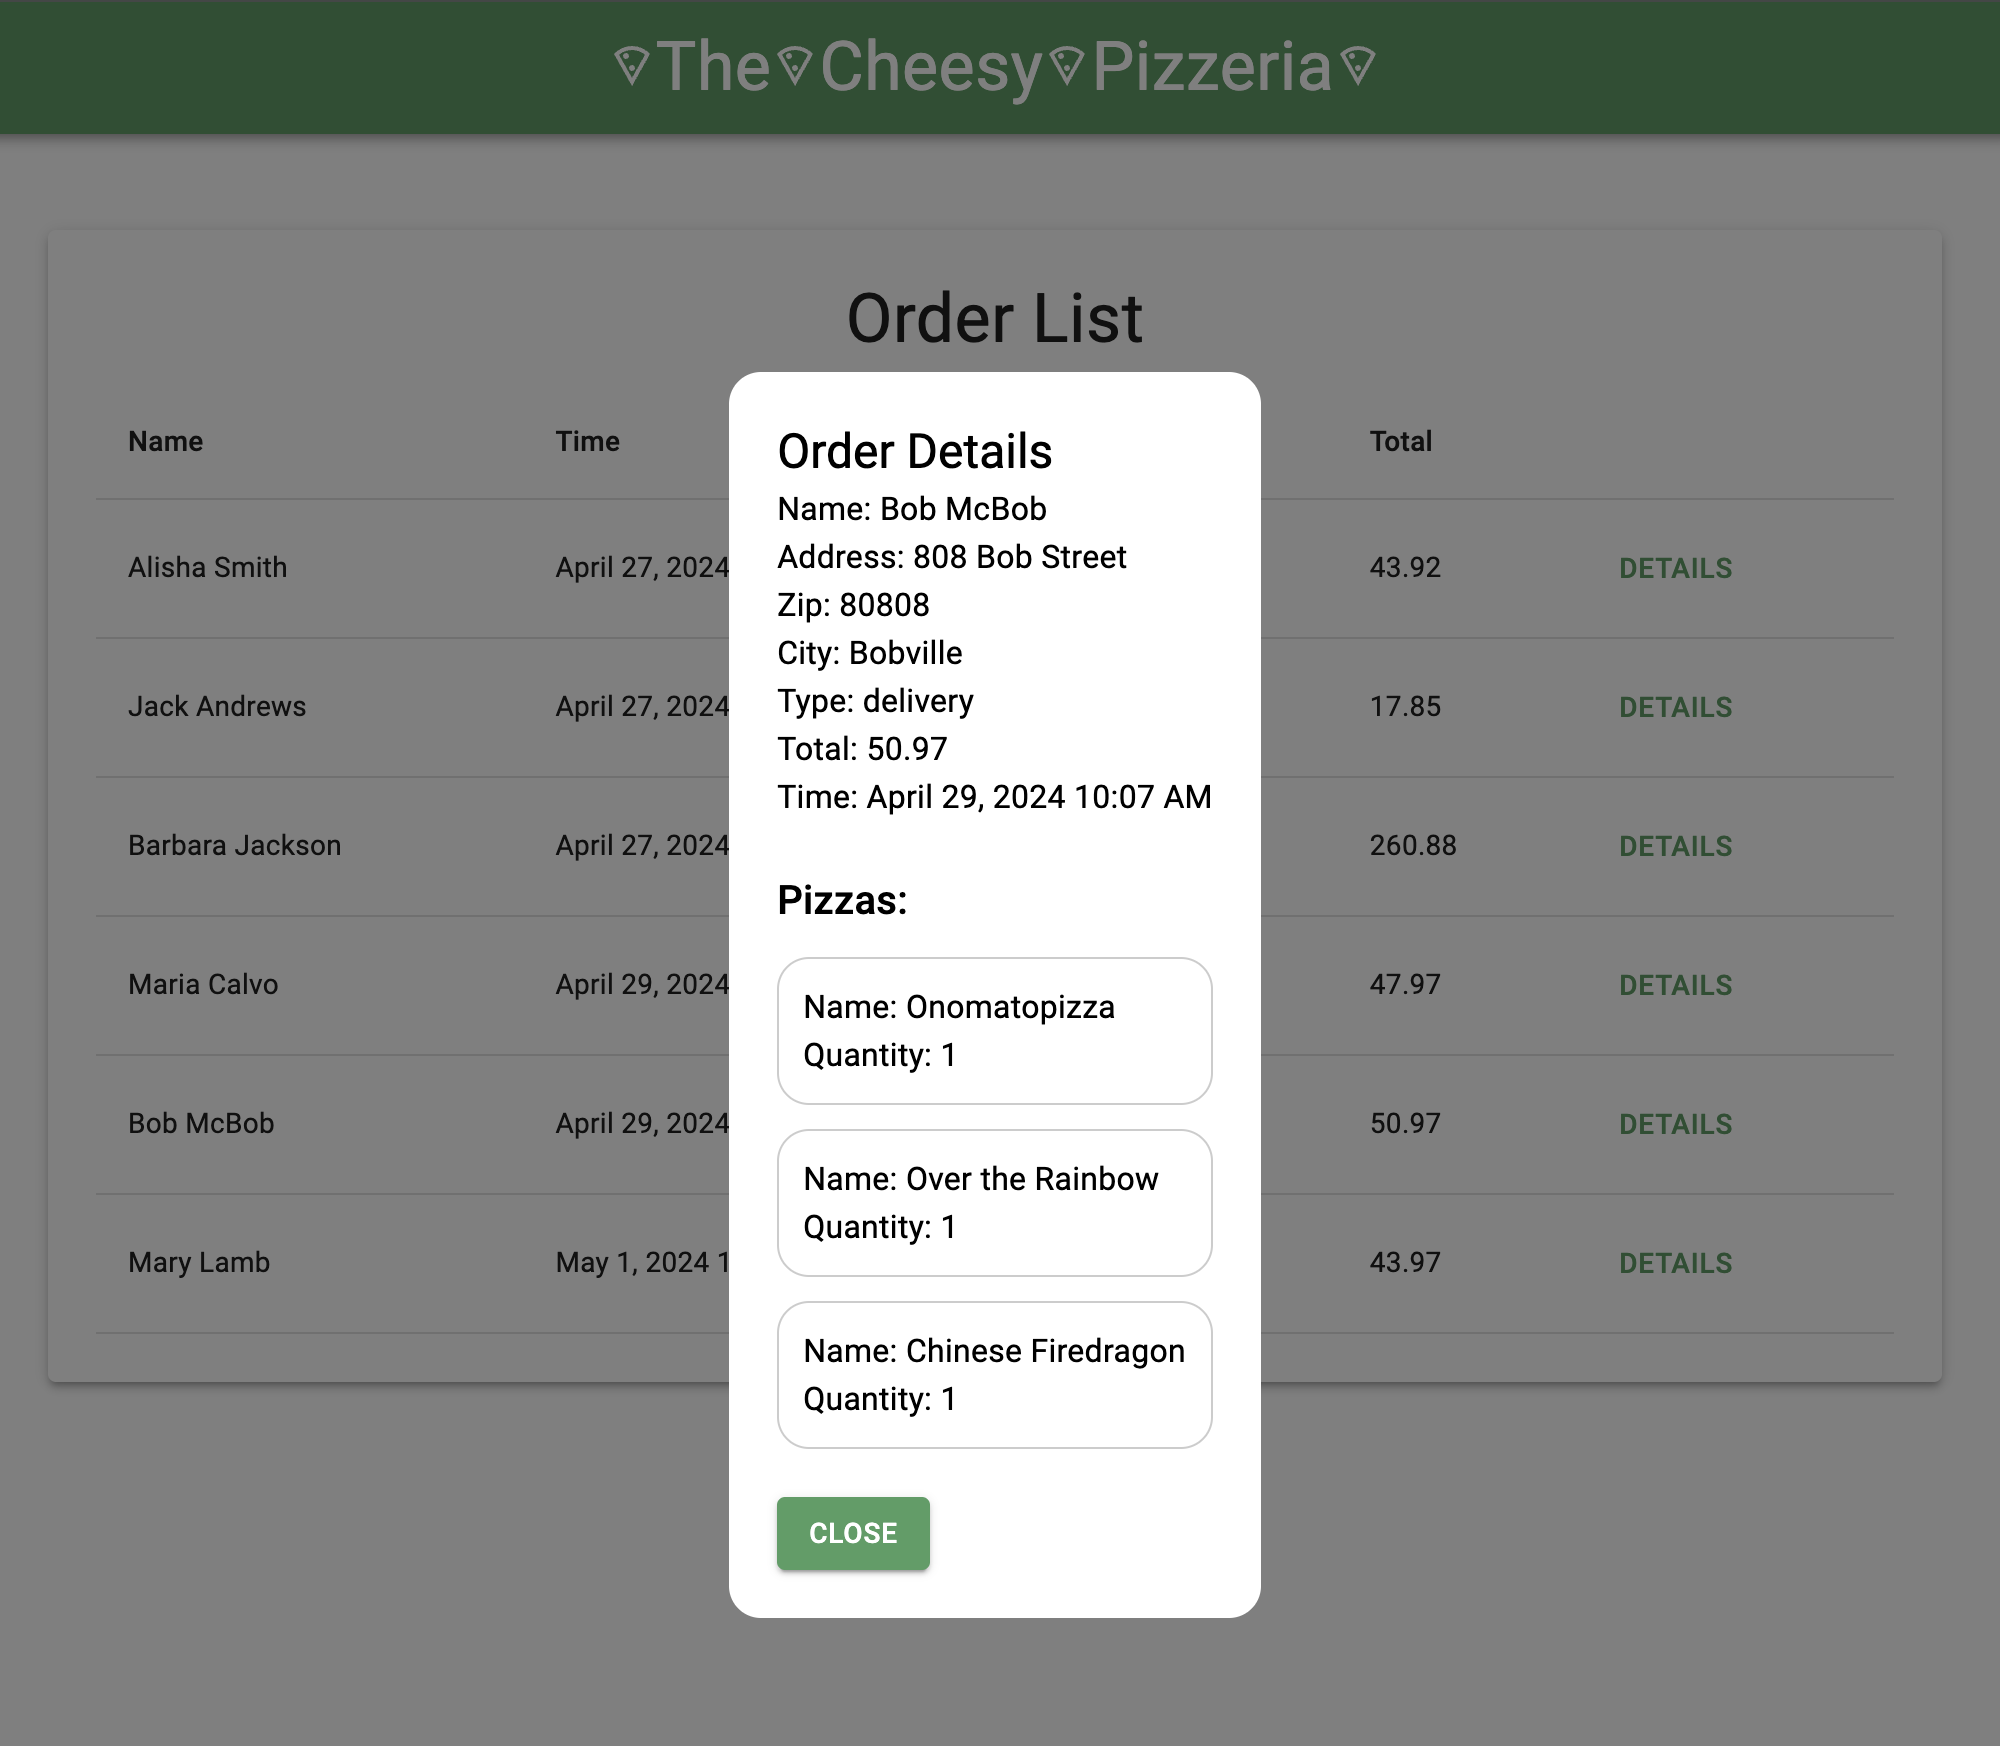 The Cheesy Pizzeria
Order List
Name Time Total
Alisha Smith April 27, 2024 43.92 DETAILS
Jack Andrews April 27, 2024 17.85 DETAILS
Barbara Jackson April 27, 2024 260.88 DETAILS
Maria Calvo April 29, 2024 47.97 DETAILS
Bob McBob April 29, 2024 50.97 DETAILS
Mary Lamb May 1, 2024 43.97 DETAILS
Order Details
Name: Bob McBob
Address: 808 Bob Street
Zip: 80808
City: Bobville
Type: delivery
Total: 50.97
Time: April 29, 2024 10:07 AM
Pizzas:
Name: Onomatopizza
Quantity: 1
Name: Over the Rainbow
Quantity: 1
Name: Chinese Firedragon
Quantity: 1
CLOSE